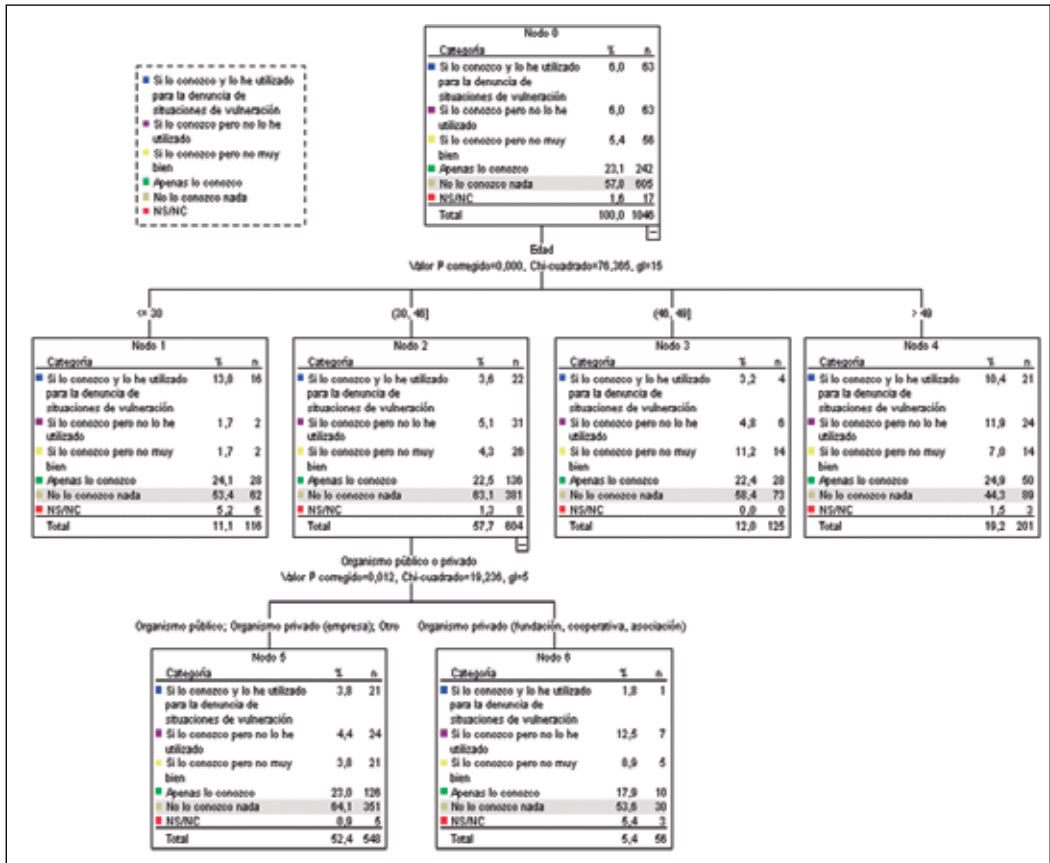 Si lo conozco y lo he utilizado
para la denuncia de
situaciones de vulneración
Si lo conozco pero no lo he
utilizado
Si lo conozco pero no muy
bien
Apenas lo conozco
No lo conozco nada
NS/NC
Nodo 0
Categoría % n
Si lo conozco y lo he utilizado 6,0 63
para la denuncia de
situaciones de vulneración
Si lo conozco pero no lo he 6,0 63
utilizado
Si lo conozco pero no muy 5,4 56
bien
Apenas lo conozco 23,1 242
No lo conozco nada 57,8 605
NS/NC 1,6 17
Total 100,0 1046
Edad
Valor P corregido=0,000, Chi-cuadrado=76,365, gl=15
<= 30
(30, 46]
(46, 49]
> 49
Nodo 1
Categoría % n
Si lo conozco y lo he utilizado 13,8 16
para la denuncia de
situaciones de vulneración
Si lo conozco pero no lo he 1,7 2
utilizado
Si lo conozco pero no muy 1,7 2
bien
Apenas lo conozco 24,1 28
No lo conozco nada 53,4 62
NS/NC 5,2 6
Total 11,1 116
Nodo 2
Categoría % n
Si lo conozco y lo he utilizado 3,6 22
para la denuncia de
situaciones de vulneración
Si lo conozco pero no lo he 5,1 31
utilizado
Si lo conozco pero no muy 4,3 26
bien
Apenas lo conozco 22,5 136
No lo conozco nada 63,1 381
NS/NC 1,3 8
Total 57,7 604
Nodo 3
Categoría % n
Si lo conozco y lo he utilizado 3,2 4
para la denuncia de
situaciones de vulneración
Si lo conozco pero no lo he 4,8 6
utilizado
Si lo conozco pero no muy 11,2 14
bien
Apenas lo conozco 22,4 28
No lo conozco nada 58,4 73
NS/NC 0,0 0
Total 12,0 125
Nodo 4
Categoría % n
Si lo conozco y lo he utilizado 10,4 21
para la denuncia de
situaciones de vulneración
Si lo conozco pero no lo he 11,9 24
utilizado
Si lo conozco pero no muy 7,0 14
bien
Apenas lo conozco 24,9 50
No lo conozco nada 44,3 89
NS/NC 1,5 3
Total 19,2 201
Organismo público o privado
Valor P corregido=0,012, Chi-cuadrado=19,236, gl=5
Organismo público; Organismo privado (empresa); Otro
Organismo privado (fundación, cooperativa, asociación)
Nodo 5
Categoría % n
Si lo conozco y lo he utilizado 3,8 21
para la denuncia de
situaciones de vulneración
Si lo conozco pero no lo he 4,4 24
utilizado
Si lo conozco pero no muy 3,8 21
bien
Apenas lo conozco 23,0 126
No lo conozco nada 64,1 351
NS/NC 0,9 5
Total 52,4 548
Nodo 6
Categoría % n
Si lo conozco y lo he utilizado 1,8 1
para la denuncia de
situaciones de vulneración
Si lo conozco pero no lo he 12,5 7
utilizado
Si lo conozco pero no muy 8,9 5
bien
Apenas lo conozco 17,9 10
No lo conozco nada 53,6 30
NS/NC 5,4 3
Total 5,4 56